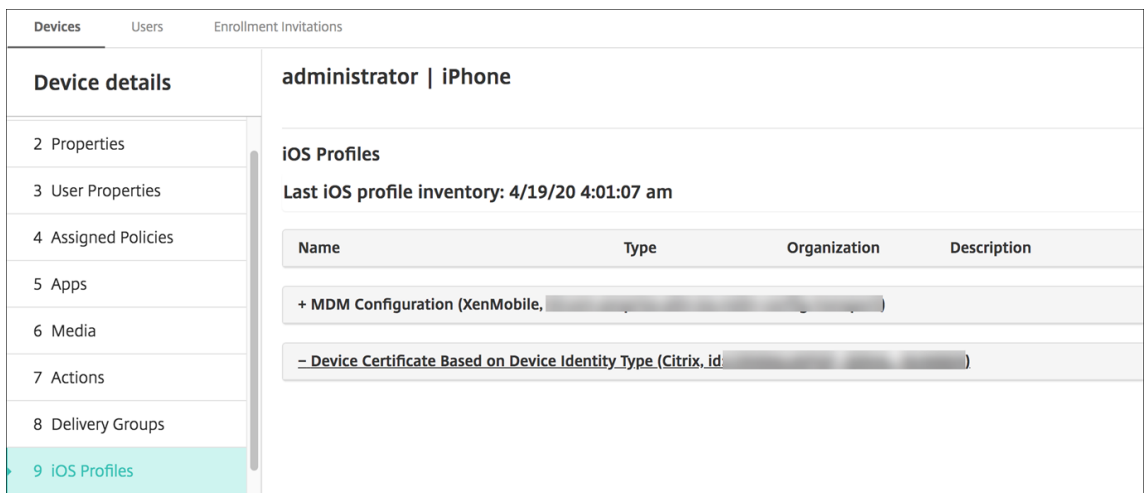 Devices Users Enrollment Invitations
Device details
2 Properties
3 User Properties
4 Assigned Policies
5 Apps
6 Media
7 Actions
8 Delivery Groups
9 iOS Profiles
administrator | iPhone
iOS Profiles
Last iOS profile inventory: 4/19/20 4:01:07 am
Name Type Organization Description
+ MDM Configuration (XenMobile, )
– Device Certificate Based on Device Identity Type (Citrix, id: )